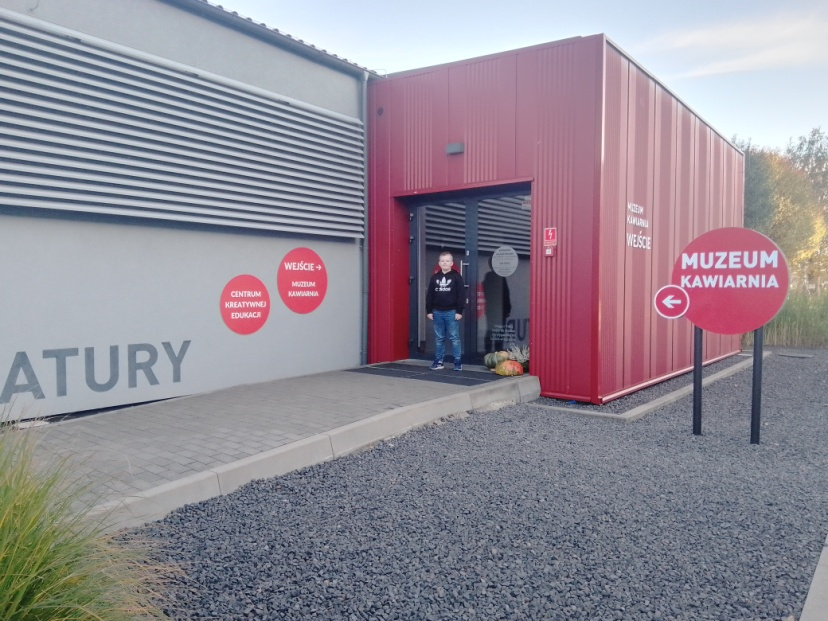 ATURY
CENTRUM
KREATYWNEJ
EDUKACJI
WEJŚCIE →
MUZEUM
KAWIARNIA
adidas
MUZEUM
KAWIARNIA
WEJŚCIE
MUZEUM
KAWIARNIA